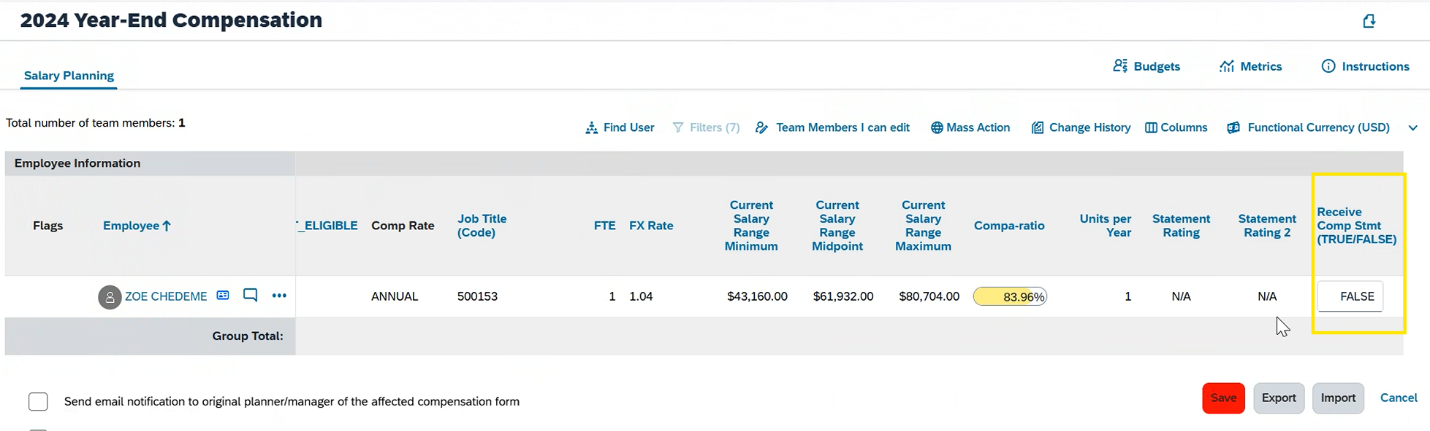 2024 Year-End Compensation
Salary Planning
Budgets
Metrics
Instructions
Total number of team members: 1
Find User
Filters (7)
Team Members I can edit
Mass Action
Change History
Columns
Functional Currency (USD)
Employee Information
Flags
Employee
T_ELIGIBLE
Comp Rate
Job Title
(Code)
FTE
FX Rate
Current
Salary
Range
Minimum
Current
Salary
Range
Midpoint
Current
Salary
Range
Maximum
Compa-ratio
Units per
Year
Statement
Rating
Statement
Rating 2
Receive
Comp Stmt
(TRUE/FALSE)
ZOE CHEDEME
ANNUAL
500153
1
1.04
$43,160.00
$61,932.00
$80,704.00
83.96%
1
N/A
N/A
FALSE
Group Total:
Send email notification to original planner/manager of the affected compensation form
Save
Export
Import
Cancel